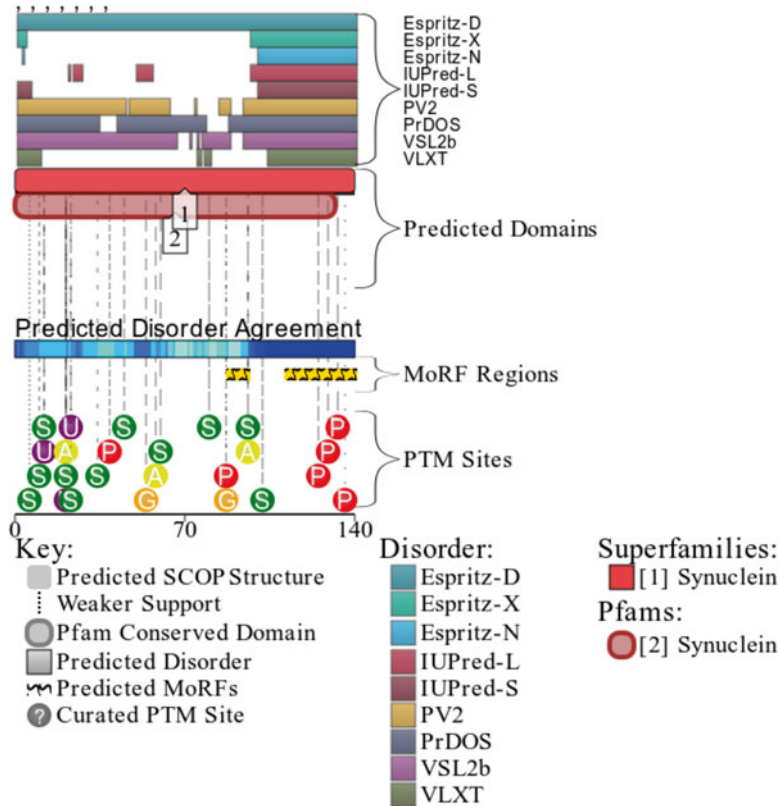 , , , , , , ,
Espritz-D
Espritz-X
Espritz-N
IUPred-L
IUPred-S
PV2
PrDOS
VSL2b
VLXT
1
2
Predicted Domains
Predicted Disorder Agreement
MoRF Regions
S U S S S
U A P S A P
S S S A P P
S S G G S P
PTM Sites
0 70 140
Key:
Predicted SCOP Structure
Weaker Support
Pfam Conserved Domain
Predicted Disorder
Predicted MoRFs
? Curated PTM Site
Disorder:
Espritz-D
Espritz-X
Espritz-N
IUPred-L
IUPred-S
PV2
PrDOS
VSL2b
VLXT
Superfamilies:
[1] Synuclein
Pfams:
[2] Synuclein